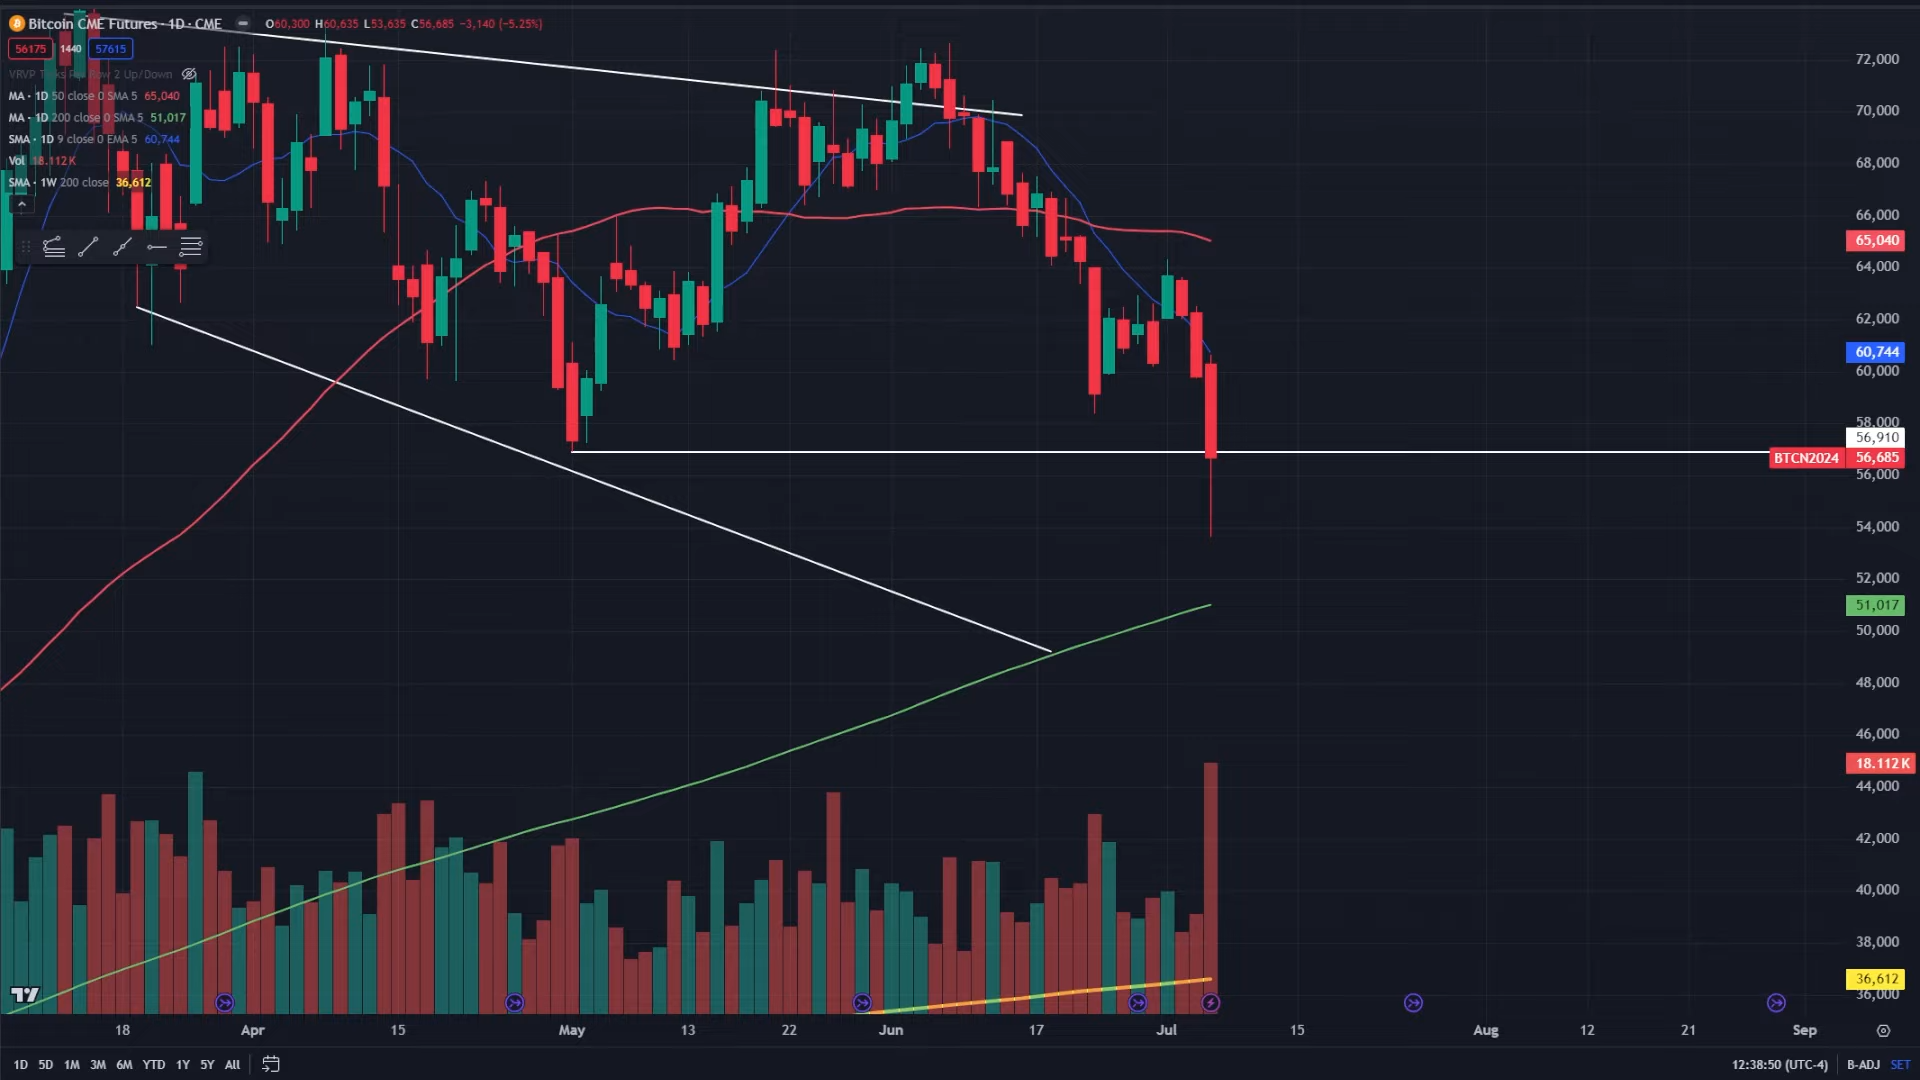 Bitcoin CME Futures · 1D · CME O60,300 H60,635 L53,635 C56,685 −3,140 (−5.25%)
56175 1440 57615
Row 2 Up/Down
MA · 1D 50 close 0 SMA 5 65,040
MA · 1D 200 close 0 SMA 5 51,017
SMA · 1D 9 close 0 EMA 5 60,744
Vol 18.112K
SMA · 1W 200 close 36,612
72,000
70,000
68,000
66,000
65,040
64,000
62,000
60,744
60,000
58,000
56,910
BTCN2024 56,685
56,000
54,000
52,000
51,017
50,000
48,000
46,000
18.112K
44,000
42,000
40,000
38,000
36,612
36,000
18 Apr 15 May 13 22 Jun 17 Jul 15 Aug 12 21 Sep
1D 5D 1M 3M 6M YTD 1Y 5Y All 12:38:50 (UTC-4) B-ADJ SET